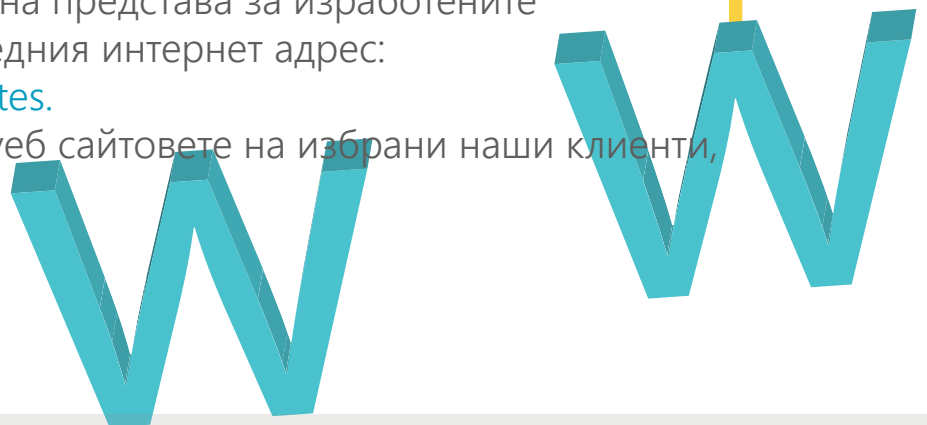 на представа за изработените
едния интернет адрес:
tes.
уеб сайтовете на избрани наши клиенти,
W W